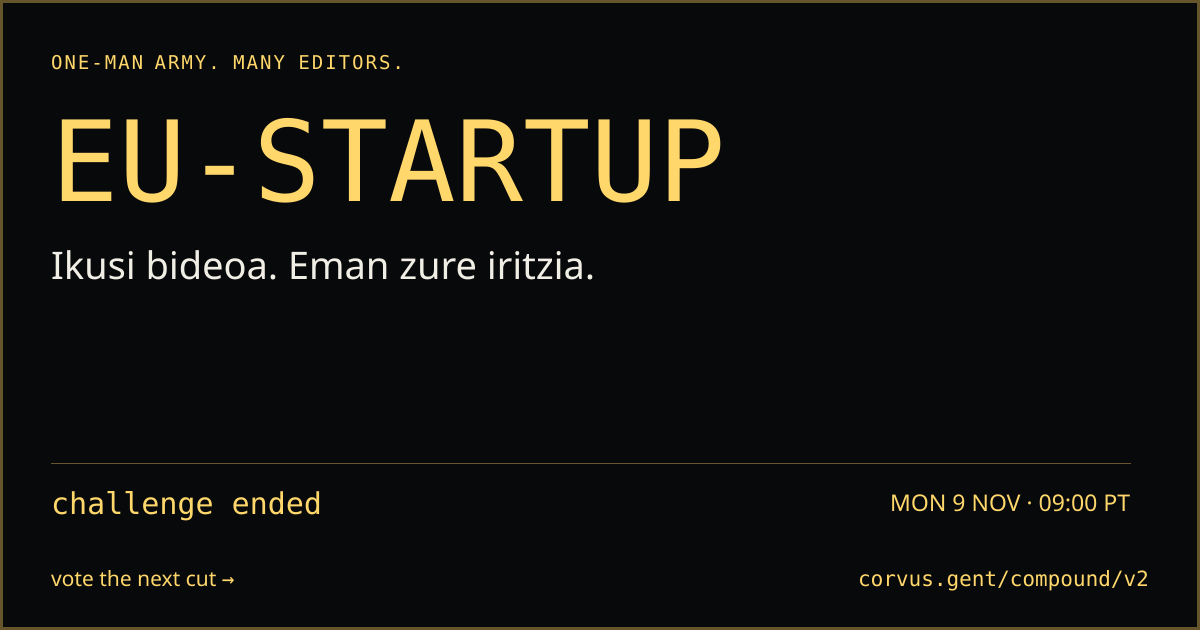 ONE-MAN ARMY. MANY EDITORS.
EU-STARTUP
Ikusi bideoa. Eman zure iritzia.
challenge ended
MON 9 NOV · 09:00 PT
vote the next cut →
corvus.gent/compound/v2